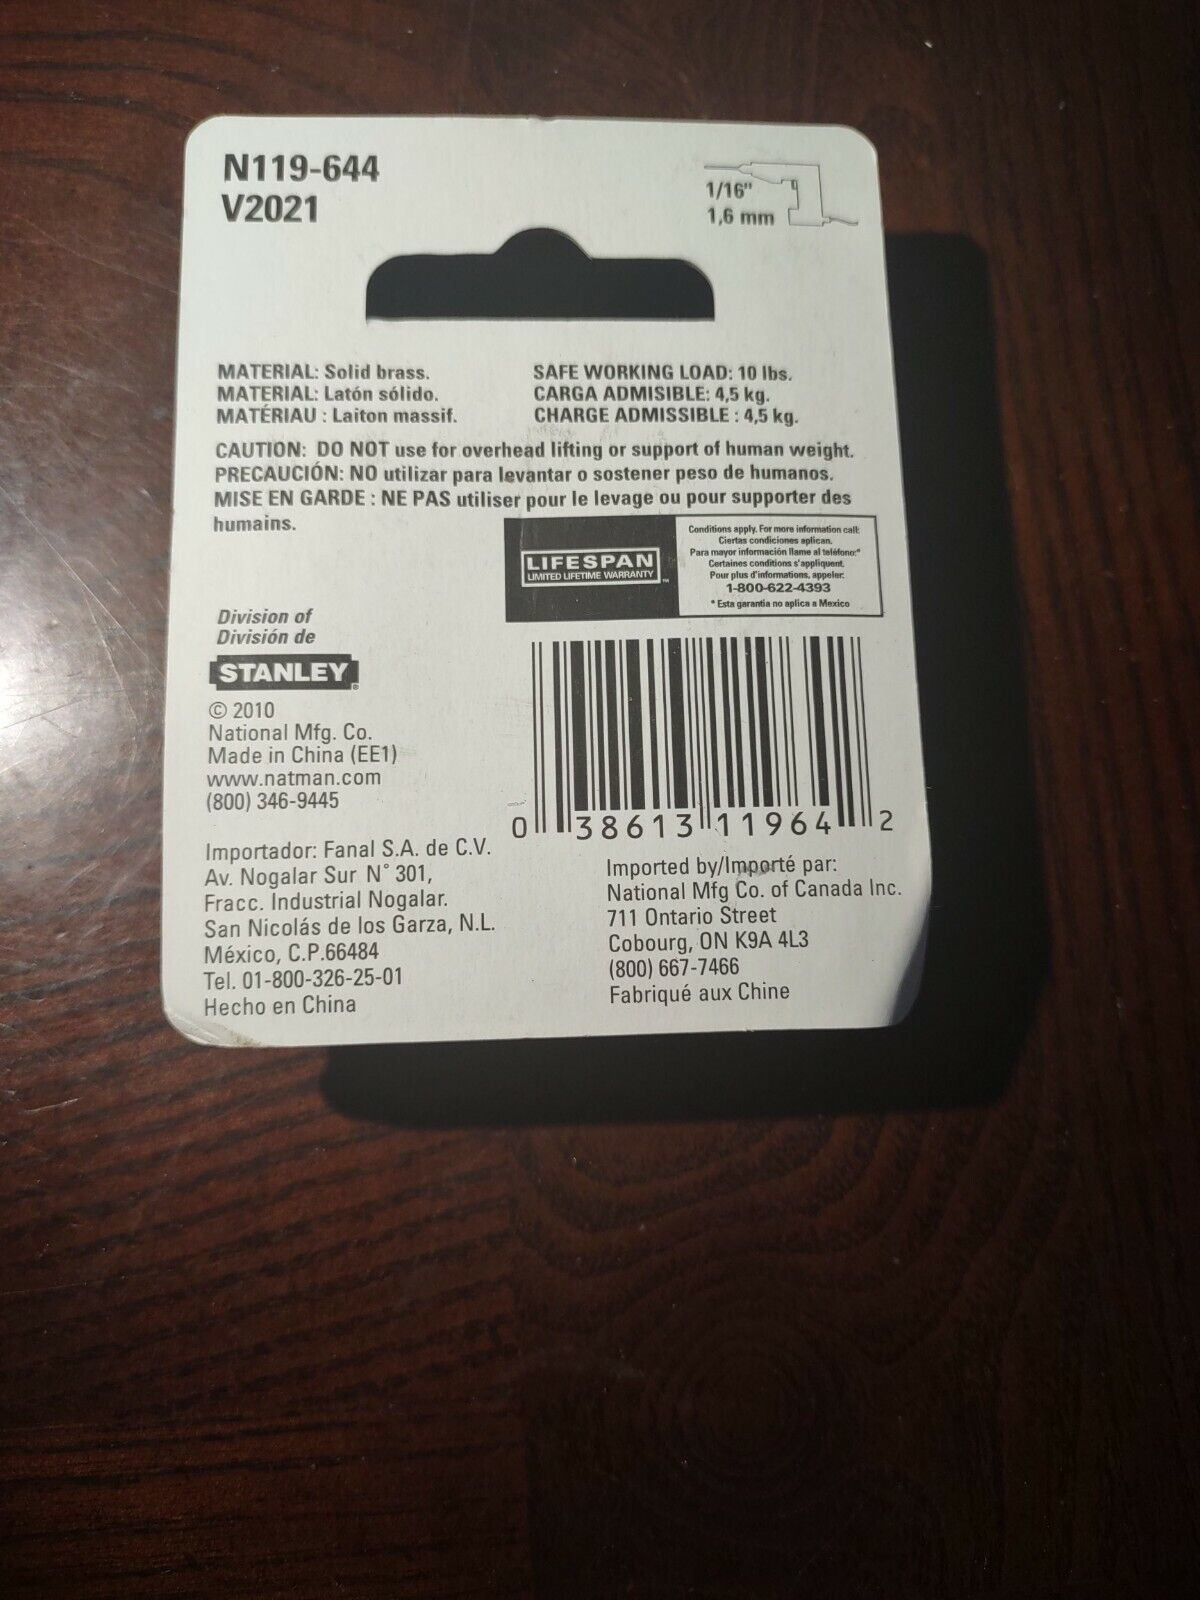 N119-644
V2021
1/16"
1,6 mm
MATERIAL: Solid brass.
MATERIAL: Latón sólido.
MATÉRIAU : Laiton massif.
SAFE WORKING LOAD: 10 lbs.
CARGA ADMISIBLE: 4,5 kg.
CHARGE ADMISSIBLE : 4,5 kg.
CAUTION: DO NOT use for overhead lifting or support of human weight.
PRECAUCIÓN: NO utilizar para levantar o sostener peso de humanos.
MISE EN GARDE : NE PAS utiliser pour le levage ou pour supporter des
humains.
LIFESPAN
LIMITED LIFETIME WARRANTY™
Conditions apply. For more information call:
Ciertas condiciones aplican.
Para mayor información llame al teléfono:*
Certaines conditions s'appliquent.
Pour plus d'informations, appeler:
1-800-622-4393
* Esta garantia no aplica a Mexico
Division of
División de
STANLEY®
© 2010
National Mfg. Co.
Made in China (EE1)
www.natman.com
(800) 346-9445
0 38613 11964 2
Importador: Fanal S.A. de C.V.
Av. Nogalar Sur N° 301,
Fracc. Industrial Nogalar.
San Nicolás de los Garza, N.L.
México, C.P.66484
Tel. 01-800-326-25-01
Hecho en China
Imported by/Importé par:
National Mfg Co. of Canada Inc.
711 Ontario Street
Cobourg, ON K9A 4L3
(800) 667-7466
Fabriqué aux Chine